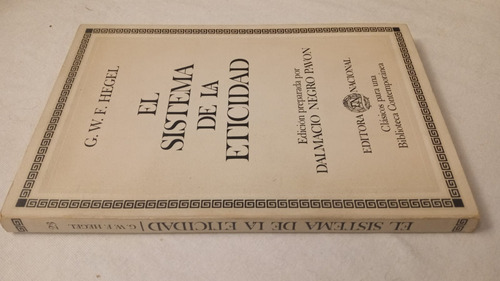 G. W. F. HEGEL
EL
SISTEMA
DE LA
ETICIDAD
Edición preparada por
DALMACIO NEGRO PAVON
EDITORA NACIONAL
Clásicos para una
Biblioteca Contemporánea
EL SISTEMA DE LA ETICIDAD / G. W. F. HEGEL